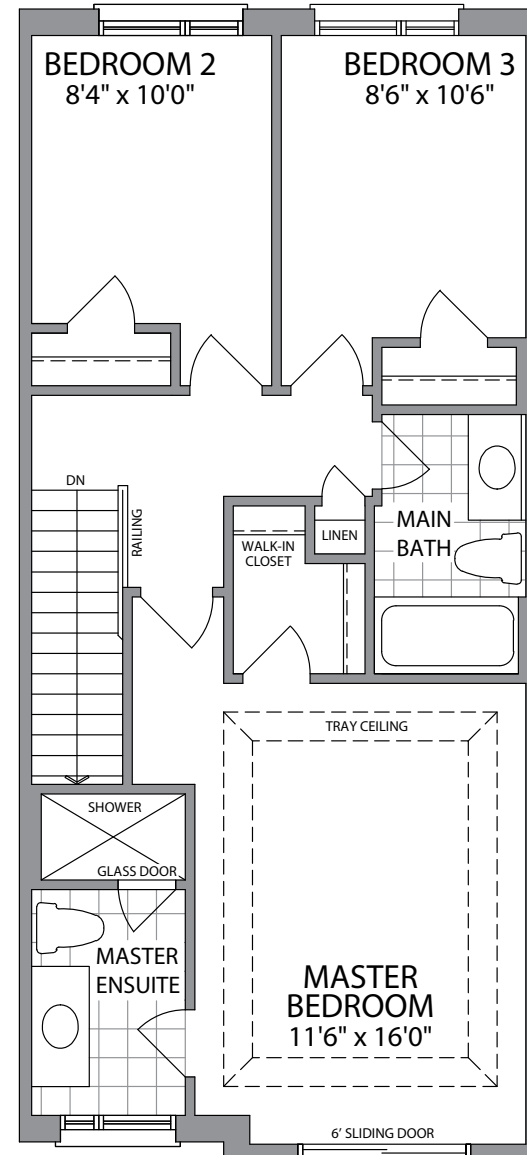 BEDROOM 2
8'4" x 10'0"
BEDROOM 3
8'6" x 10'6"
DN
RAILING
WALK-IN
CLOSET
LINEN
MAIN
BATH
TRAY CEILING
SHOWER
GLASS DOOR
MASTER
ENSUITE
MASTER
BEDROOM
11'6" x 16'0"
6' SLIDING DOOR